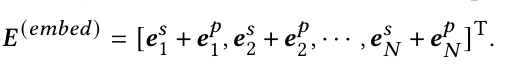 E^{(embed)} = [e_1^s + e_1^p, e_2^s + e_2^p, ⋯ , e_N^s + e_N^p]^T.